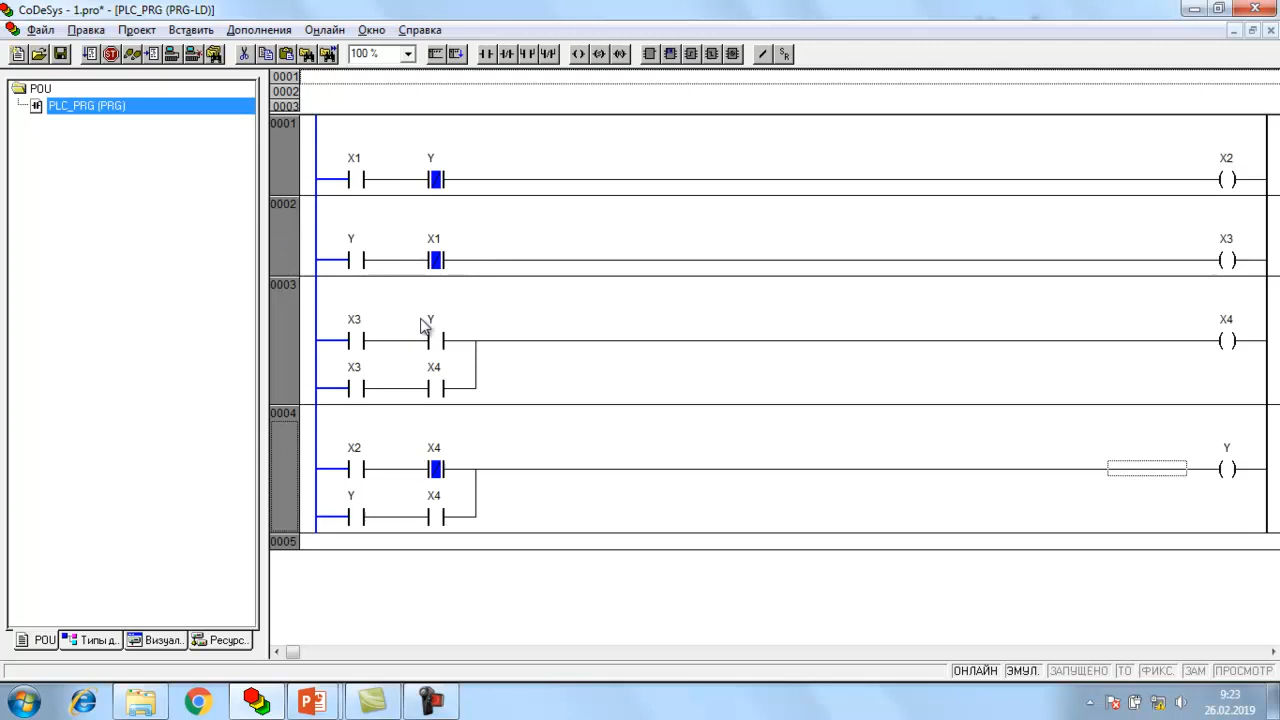 CoDeSys - 1.pro* - [PLC_PRG (PRG-LD)]
Файл Правка Проект Вставить Дополнения Онлайн Окно Справка
100 %
POU
PLC_PRG (PRG)
0001
0002
0003
0001
X1 Y X2
0002
Y X1 X3
0003
X3 Y X4
X3 X4
0004
X2 X4 Y
Y X4
0005
POU Типы д.. Визуал.. Ресурс..
ОНЛАЙН ЭМУЛ. ЗАПУЩЕНО ТО ФИКС. ЗАМ ПРОСМОТР
9:23
26.02.2019